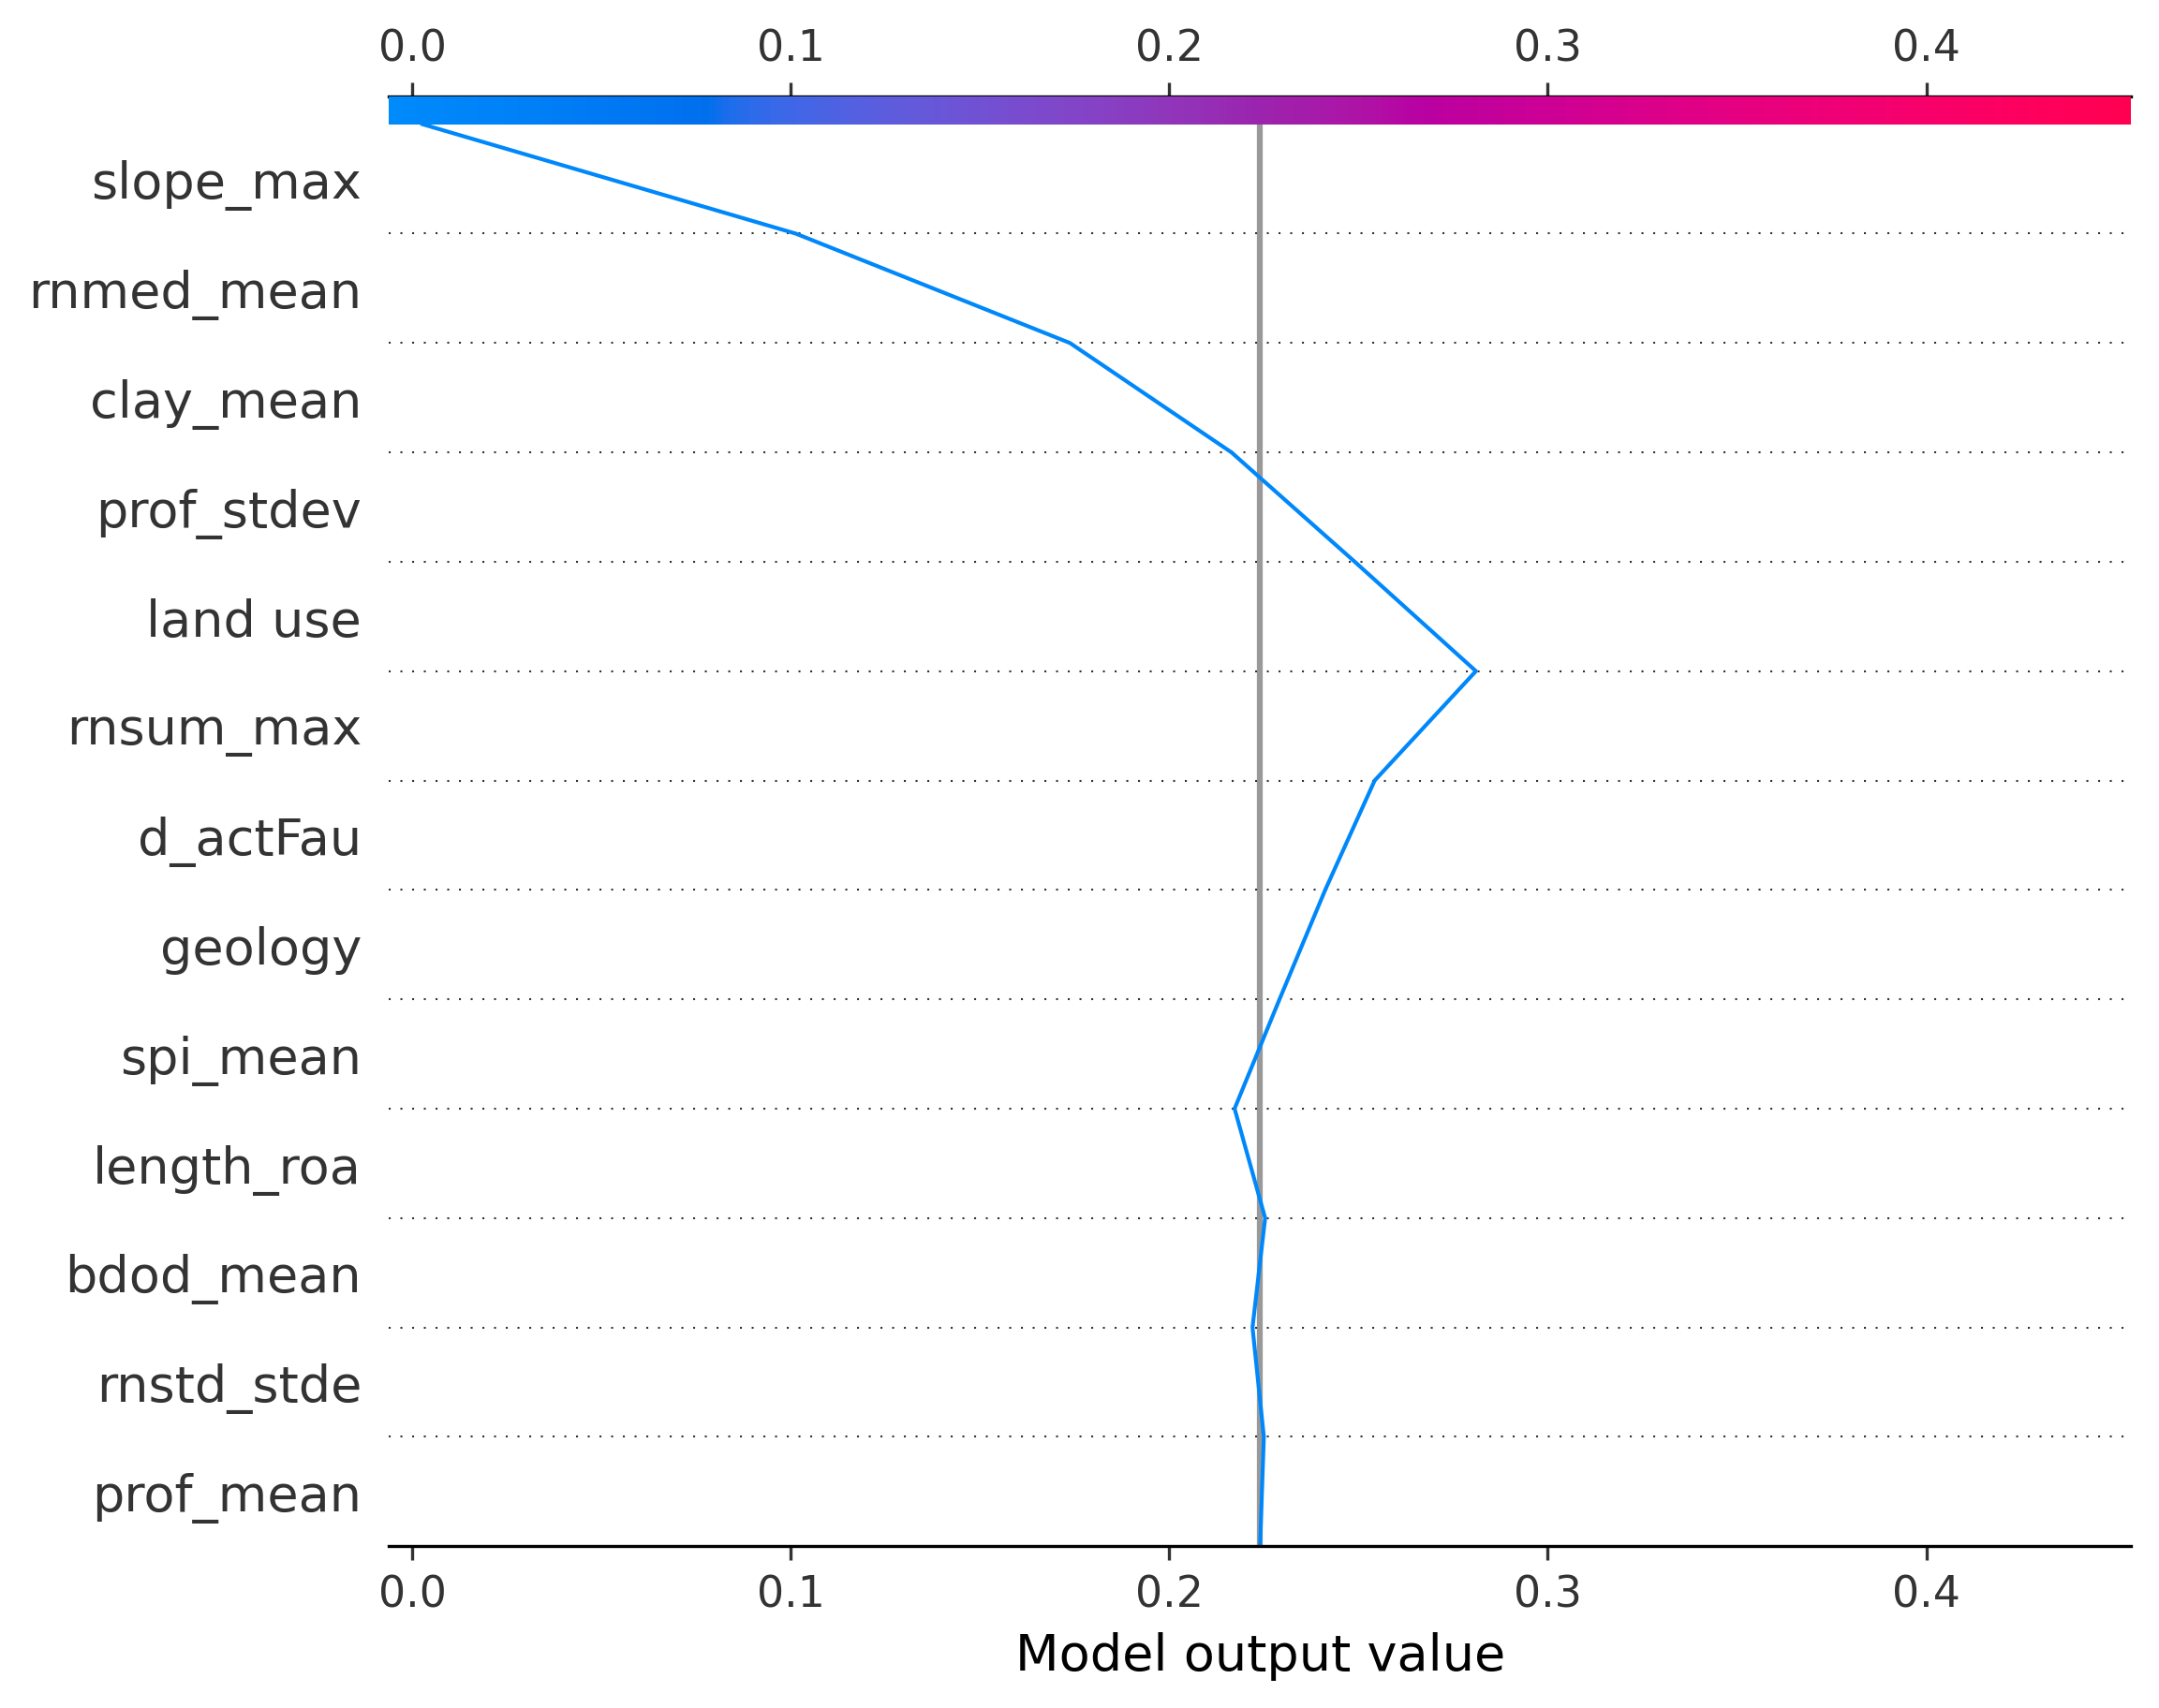 0.0 0.1 0.2 0.3 0.4
slope_max
rnmed_mean
clay_mean
prof_stdev
land use
rnsum_max
d_actFau
geology
spi_mean
length_roa
bdod_mean
rnstd_stde
prof_mean
0.0 0.1 0.2 0.3 0.4
Model output value